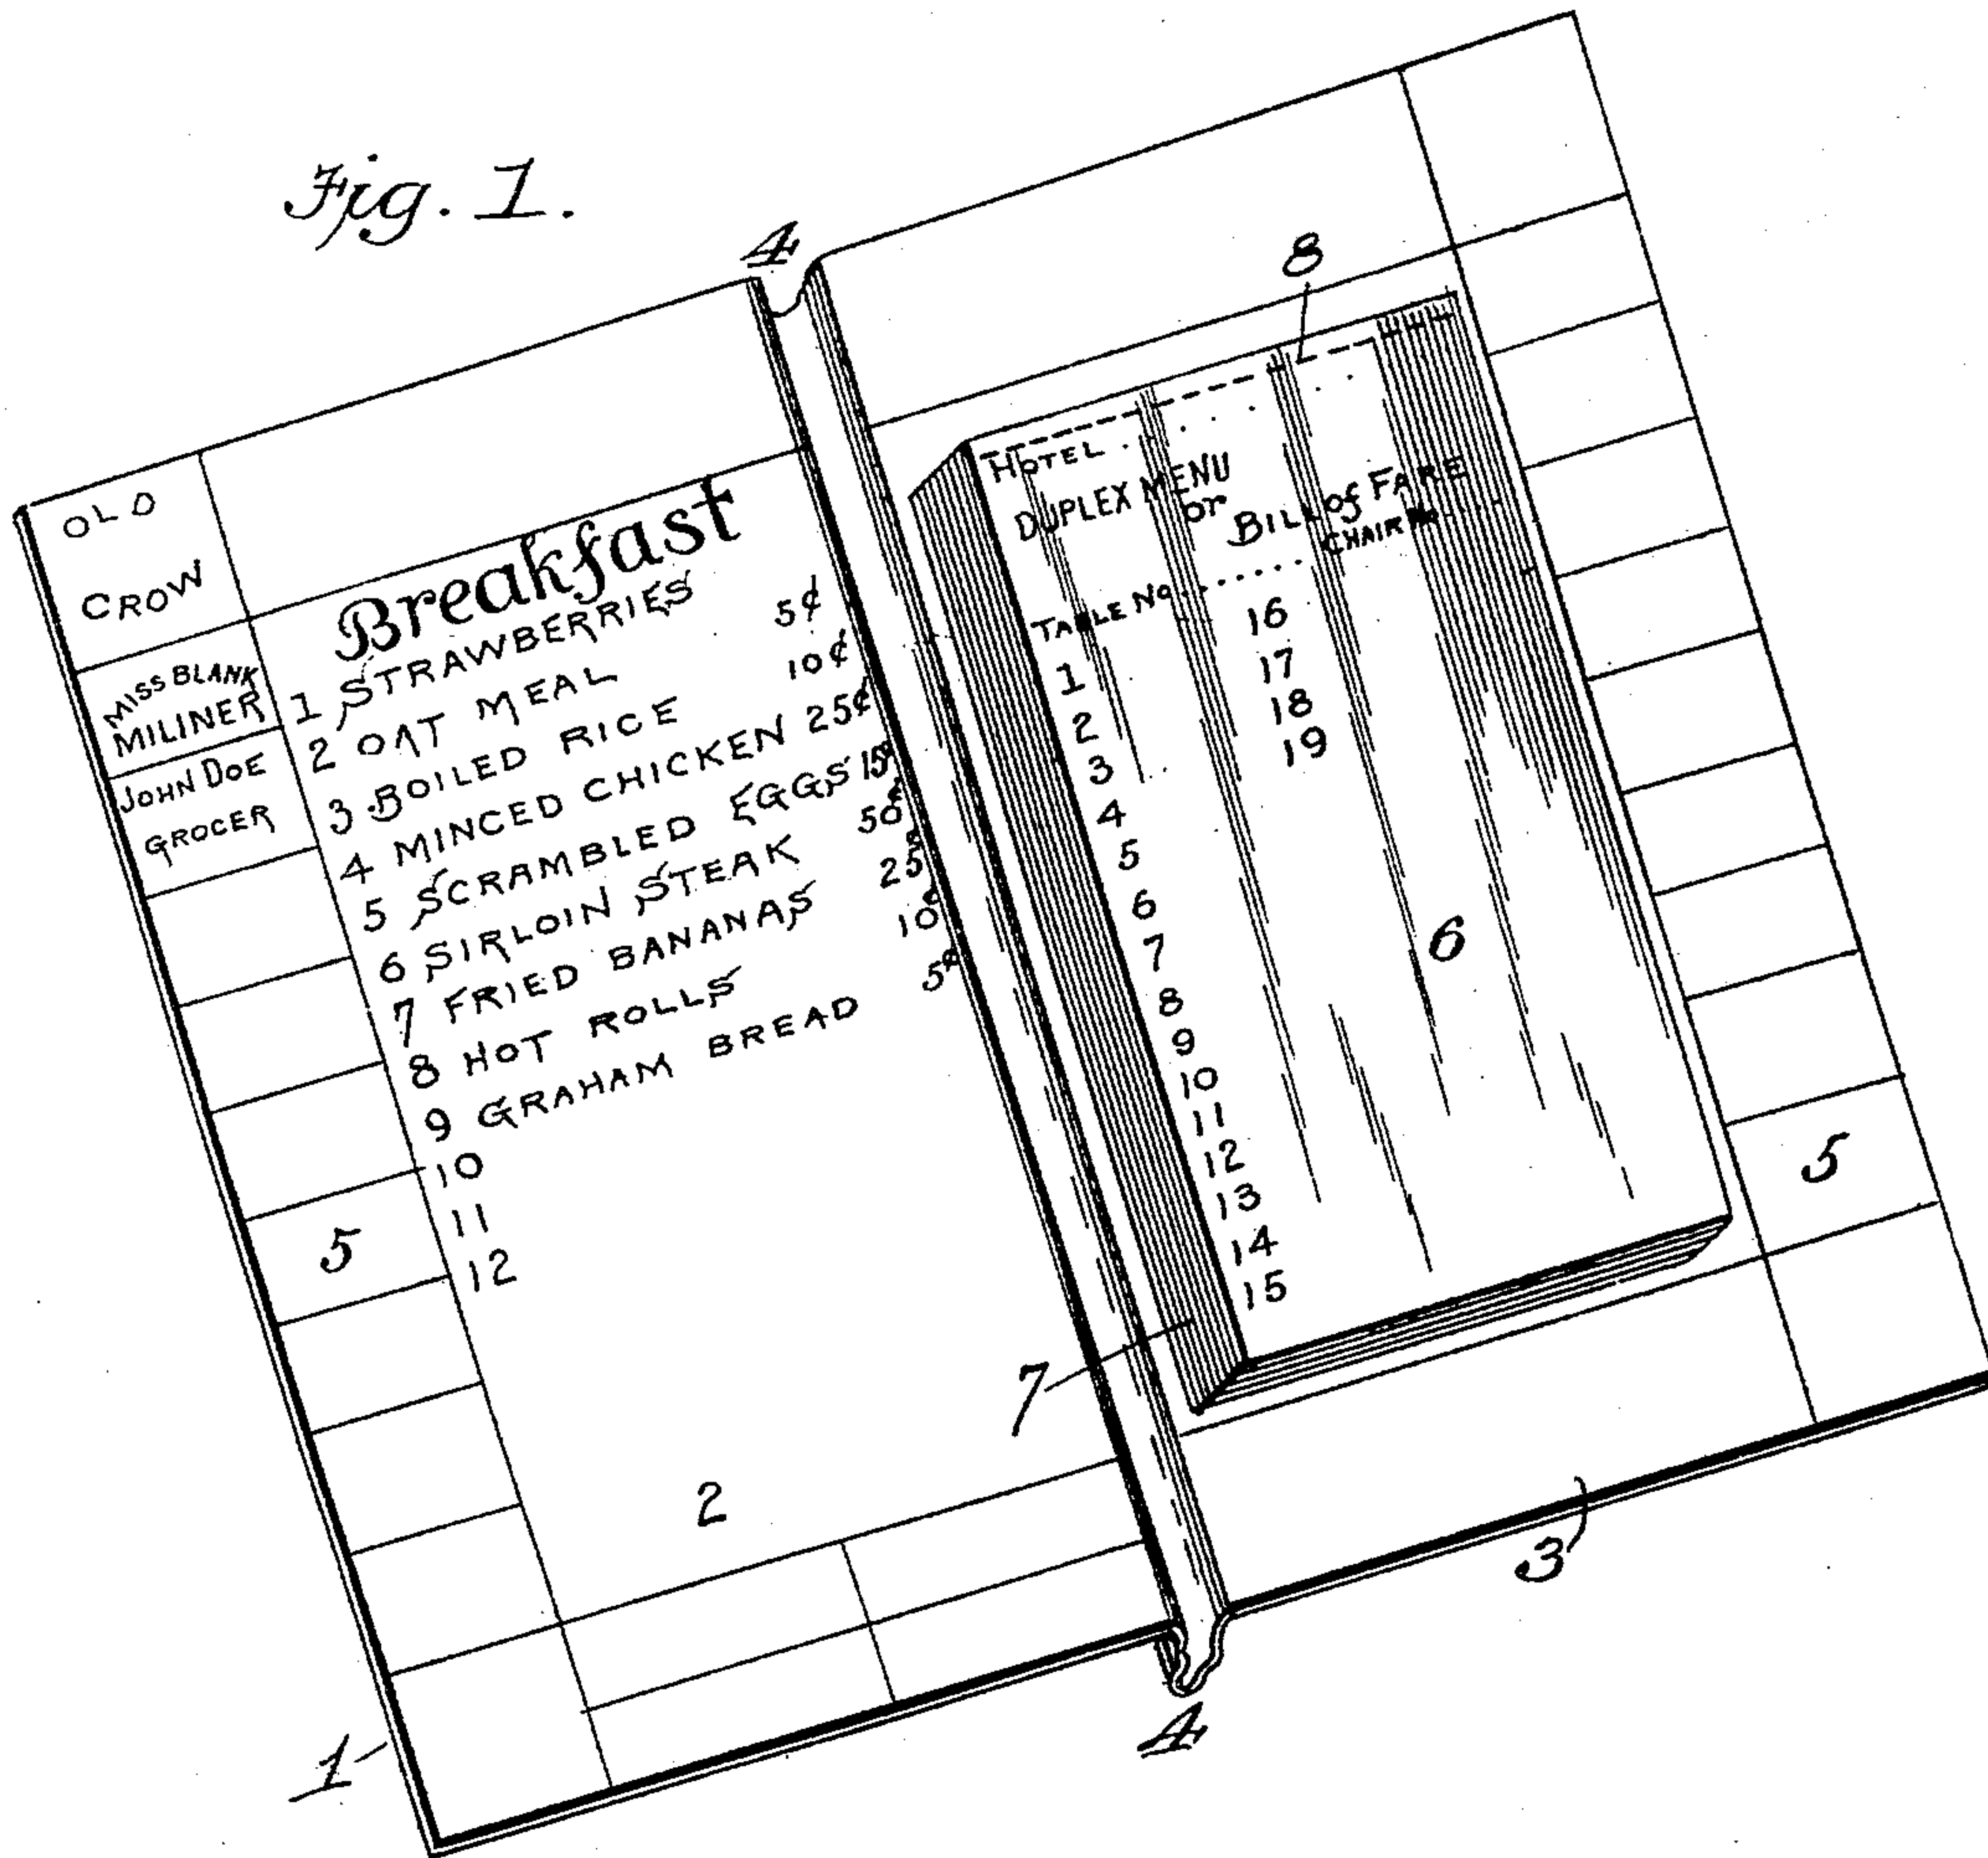 Fig. 1.
4
8
OLD
CROW
MISS BLANK
MILINER
JOHN DOE
GROCER
5
Breakfast
1 STRAWBERRIES 5¢
2 OAT MEAL 10¢
3 BOILED RICE
4 MINCED CHICKEN 25¢
5 SCRAMBLED EGGS 15¢
6 SIRLOIN STEAK 50¢
7 FRIED BANANAS 25¢
8 HOT ROLLS 10¢
9 GRAHAM BREAD 5¢
10
11
12
2
1
HOTEL . . . . . .
DUPLEX MENU
or
BILL of FARE
TABLE No. . . . . . . CHAIR No. . . .
1 16
2 17
3 18
4 19
5
6
7
8
9
10
11
12
13
14
15
6
5
7
3
4